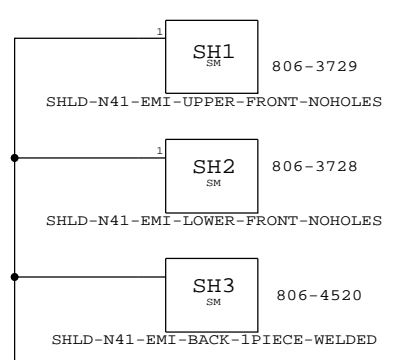 1
SH1
SM
806-3729
SHLD-N41-EMI-UPPER-FRONT-NOHOLES
1
SH2
SM
806-3728
SHLD-N41-EMI-LOWER-FRONT-NOHOLES
SH3
SM
806-4520
SHLD-N41-EMI-BACK-1PIECE-WELDED